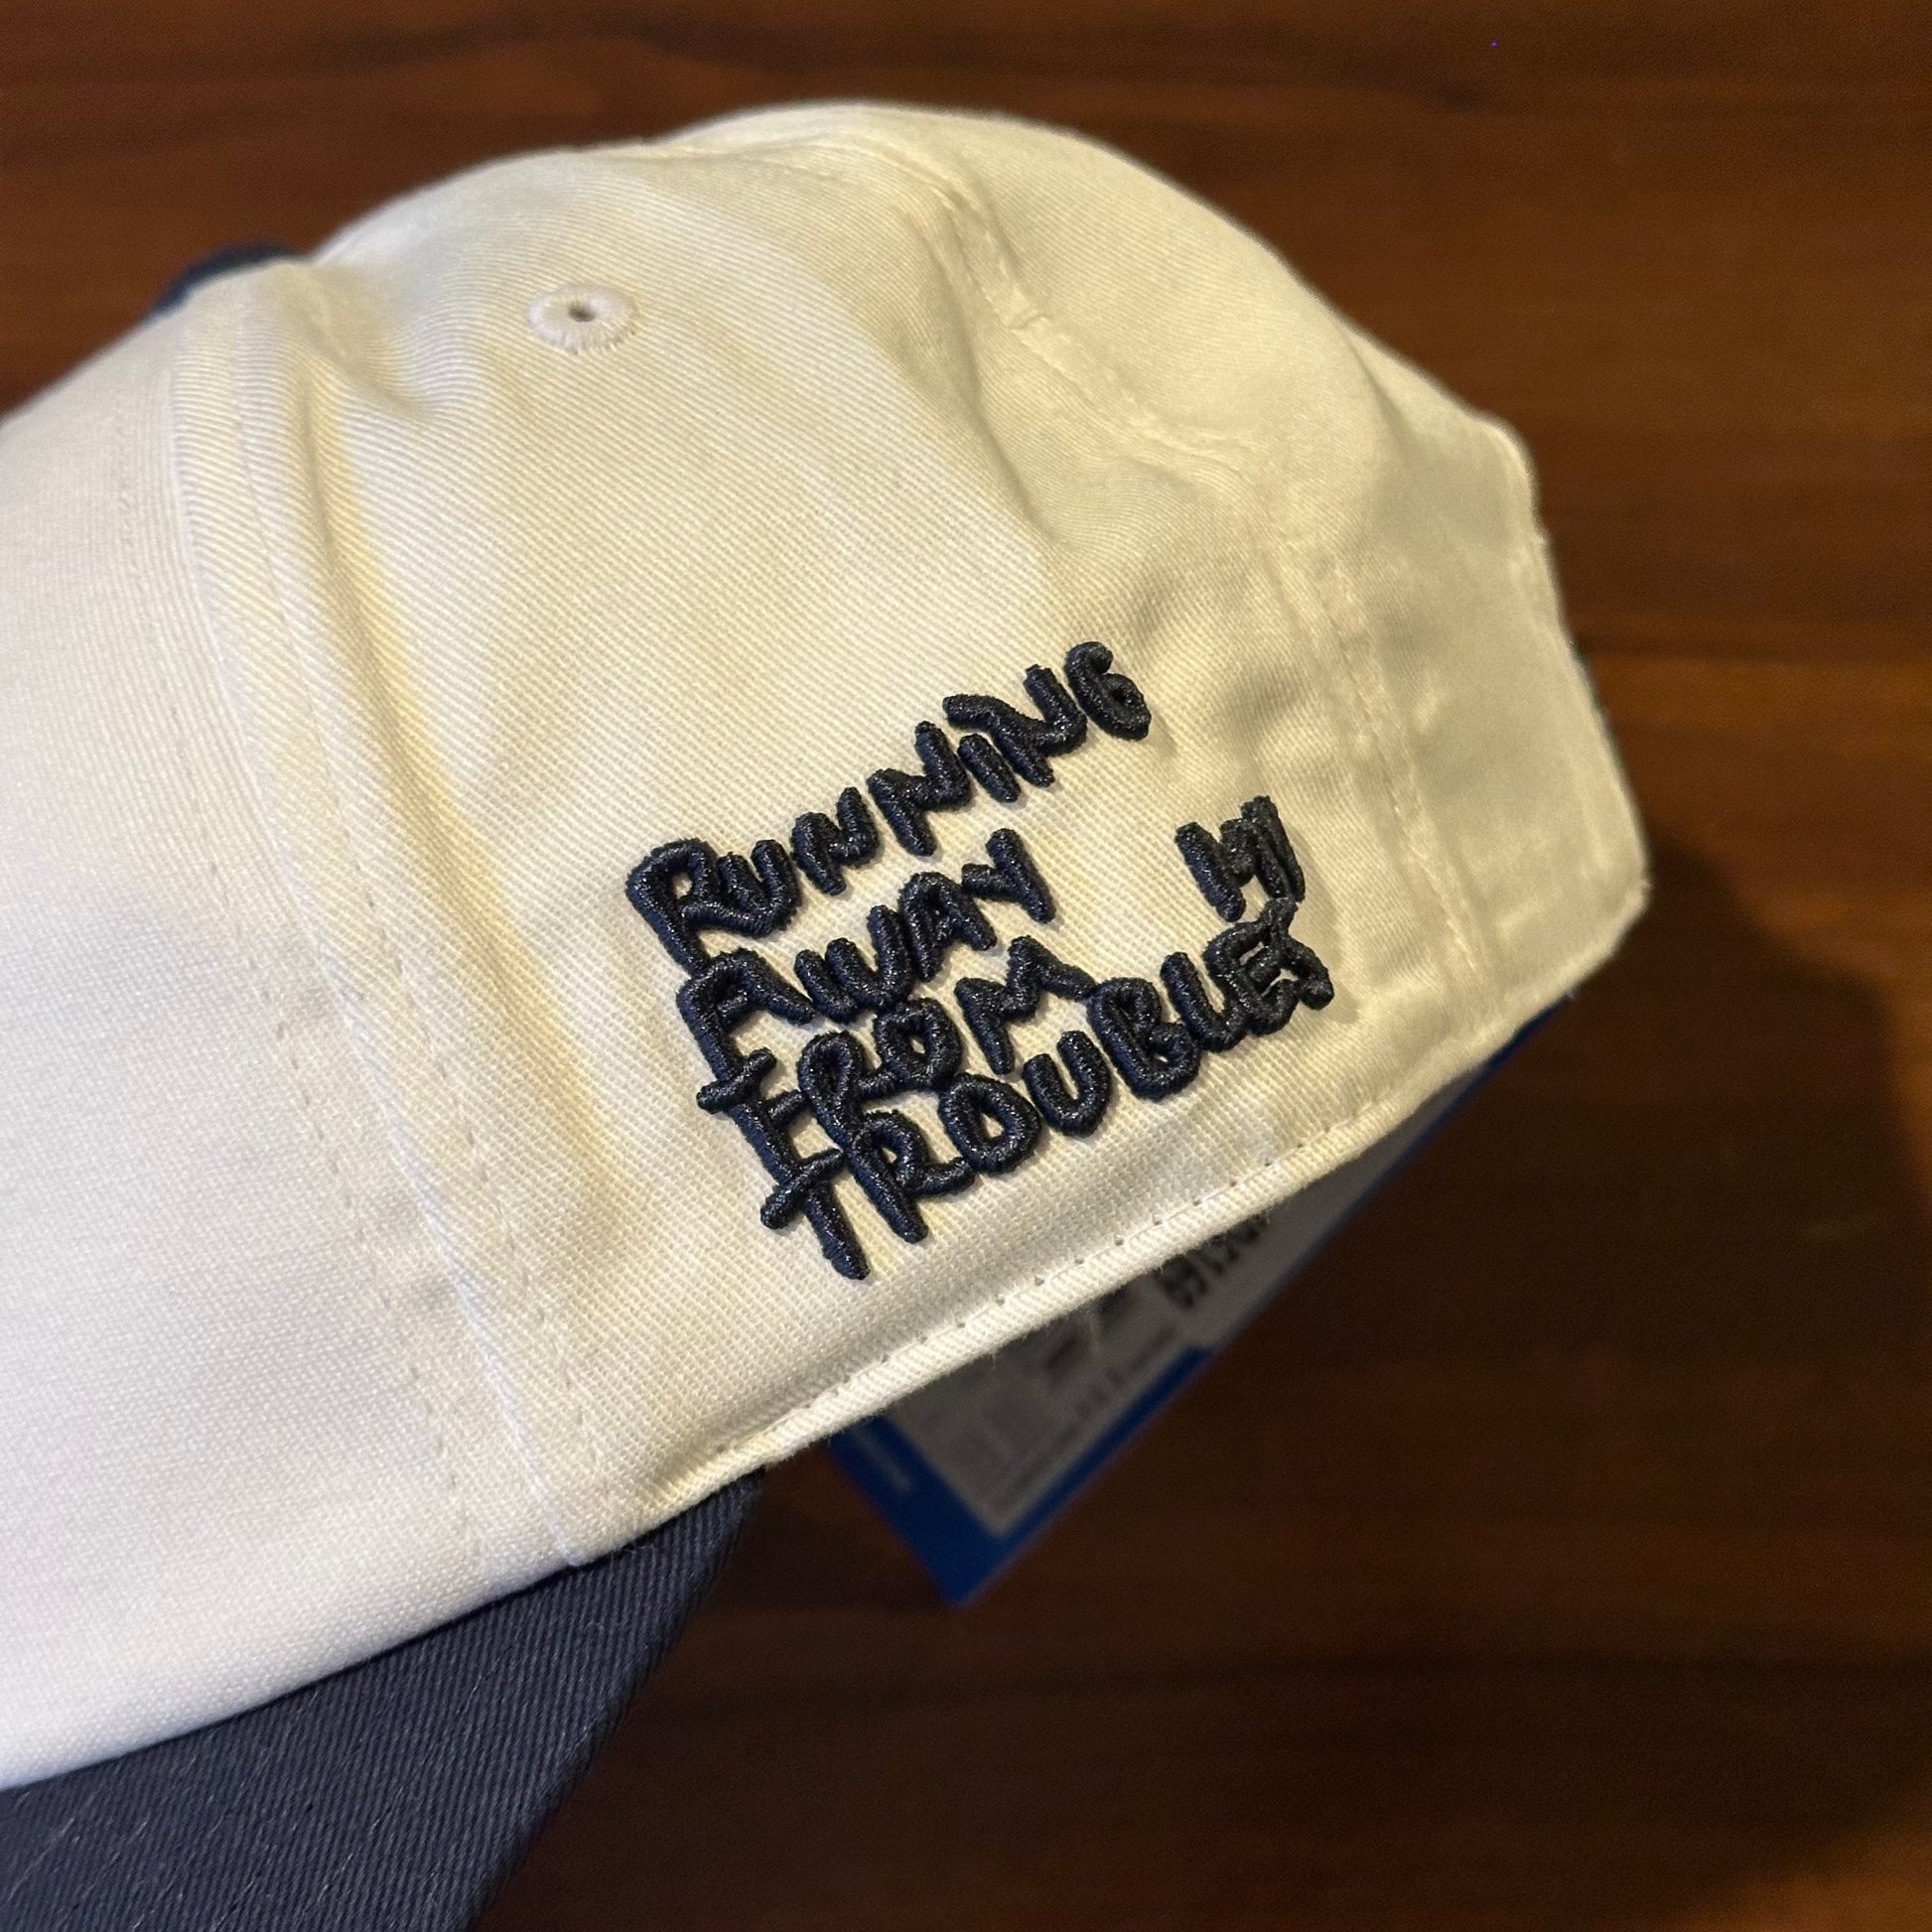 RUNNING
AWAY
FROM MY
TROUBLES